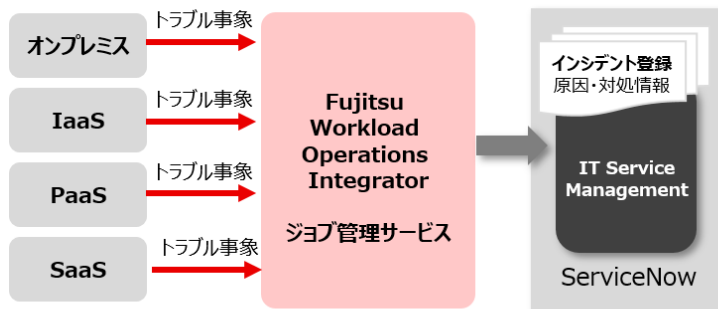 オンプレミス
トラブル事象
IaaS
トラブル事象
PaaS
トラブル事象
SaaS
トラブル事象
Fujitsu
Workload
Operations
Integrator
ジョブ管理サービス
インシデント登録
原因・対処情報
IT Service
Management
ServiceNow